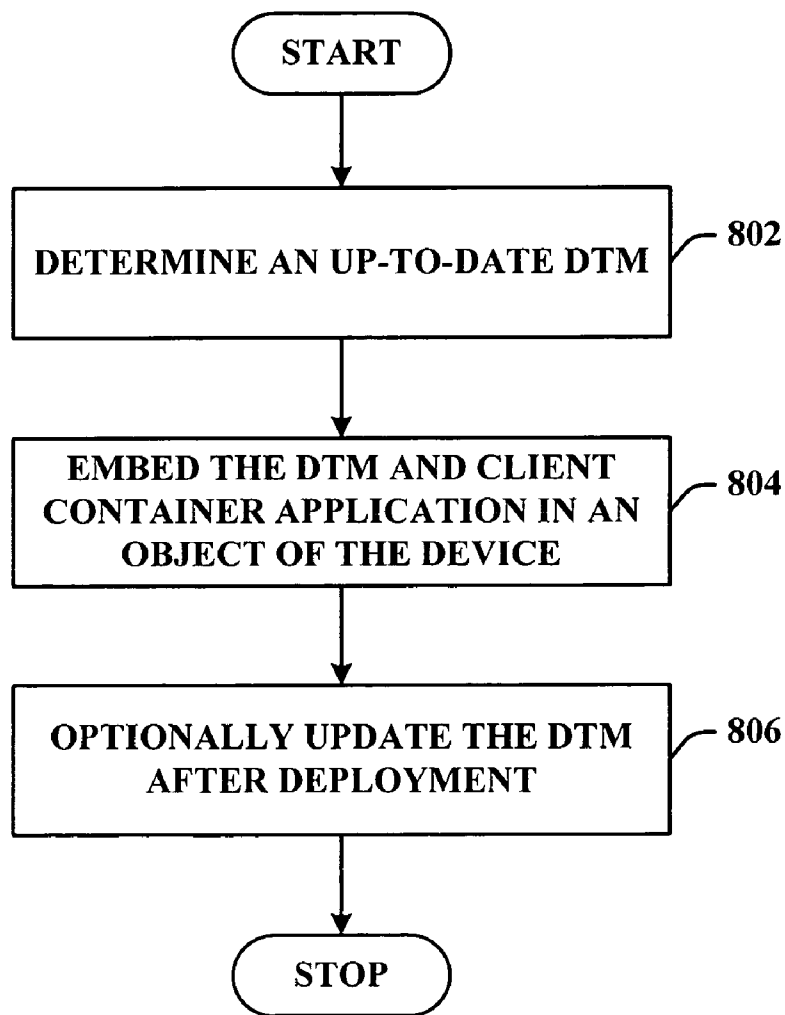 START
DETERMINE AN UP-TO-DATE DTM
802
EMBED THE DTM AND CLIENT
CONTAINER APPLICATION IN AN
OBJECT OF THE DEVICE
804
OPTIONALLY UPDATE THE DTM
AFTER DEPLOYMENT
806
STOP